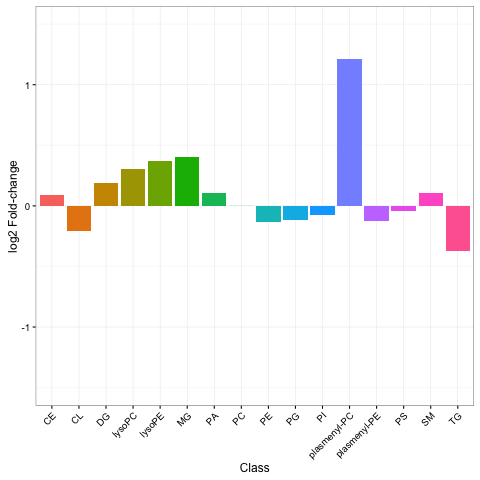 log2 Fold-change
1
0
-1
CE
CL
DG
lysoPC
lysoPE
MG
PA
PC
PE
PG
PI
plasmenyl-PC
plasmenyl-PE
PS
SM
TG
Class